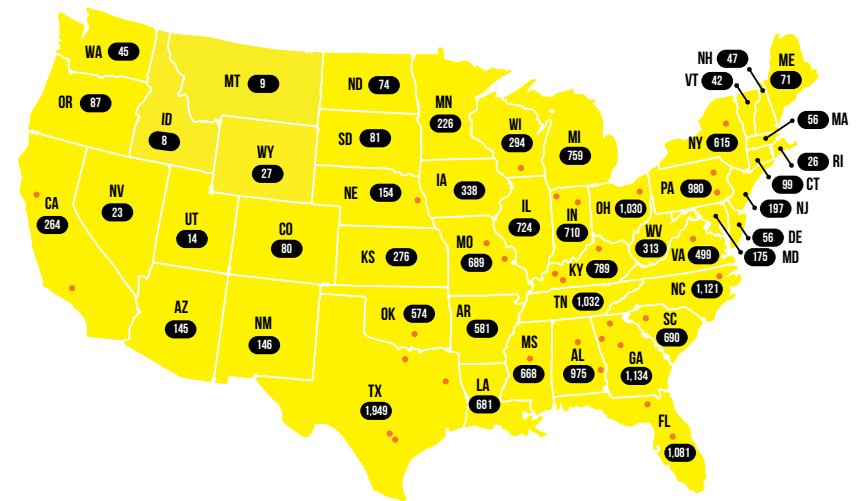 WA 45
OR 87
ID
8
MT 9
WY
27
ND 74
SD 81
NE 154
MN
226
IA 338
WI
294
MI
759
CA
264
NV
23
UT
14
CO
80
KS 276
MO
689
IL
724
IN
710
OH 1,030
KY 789
WV
313
VA 499
PA 980
NY 615
VT 42
NH 47
ME
71
56 MA
26 RI
99 CT
197 NJ
56 DE
175 MD
AZ
145
NM
146
OK 574
AR
581
TN 1,032
NC 1,121
SC
690
TX
1,949
LA
681
MS
668
AL
975
GA
1,134
FL
1,081